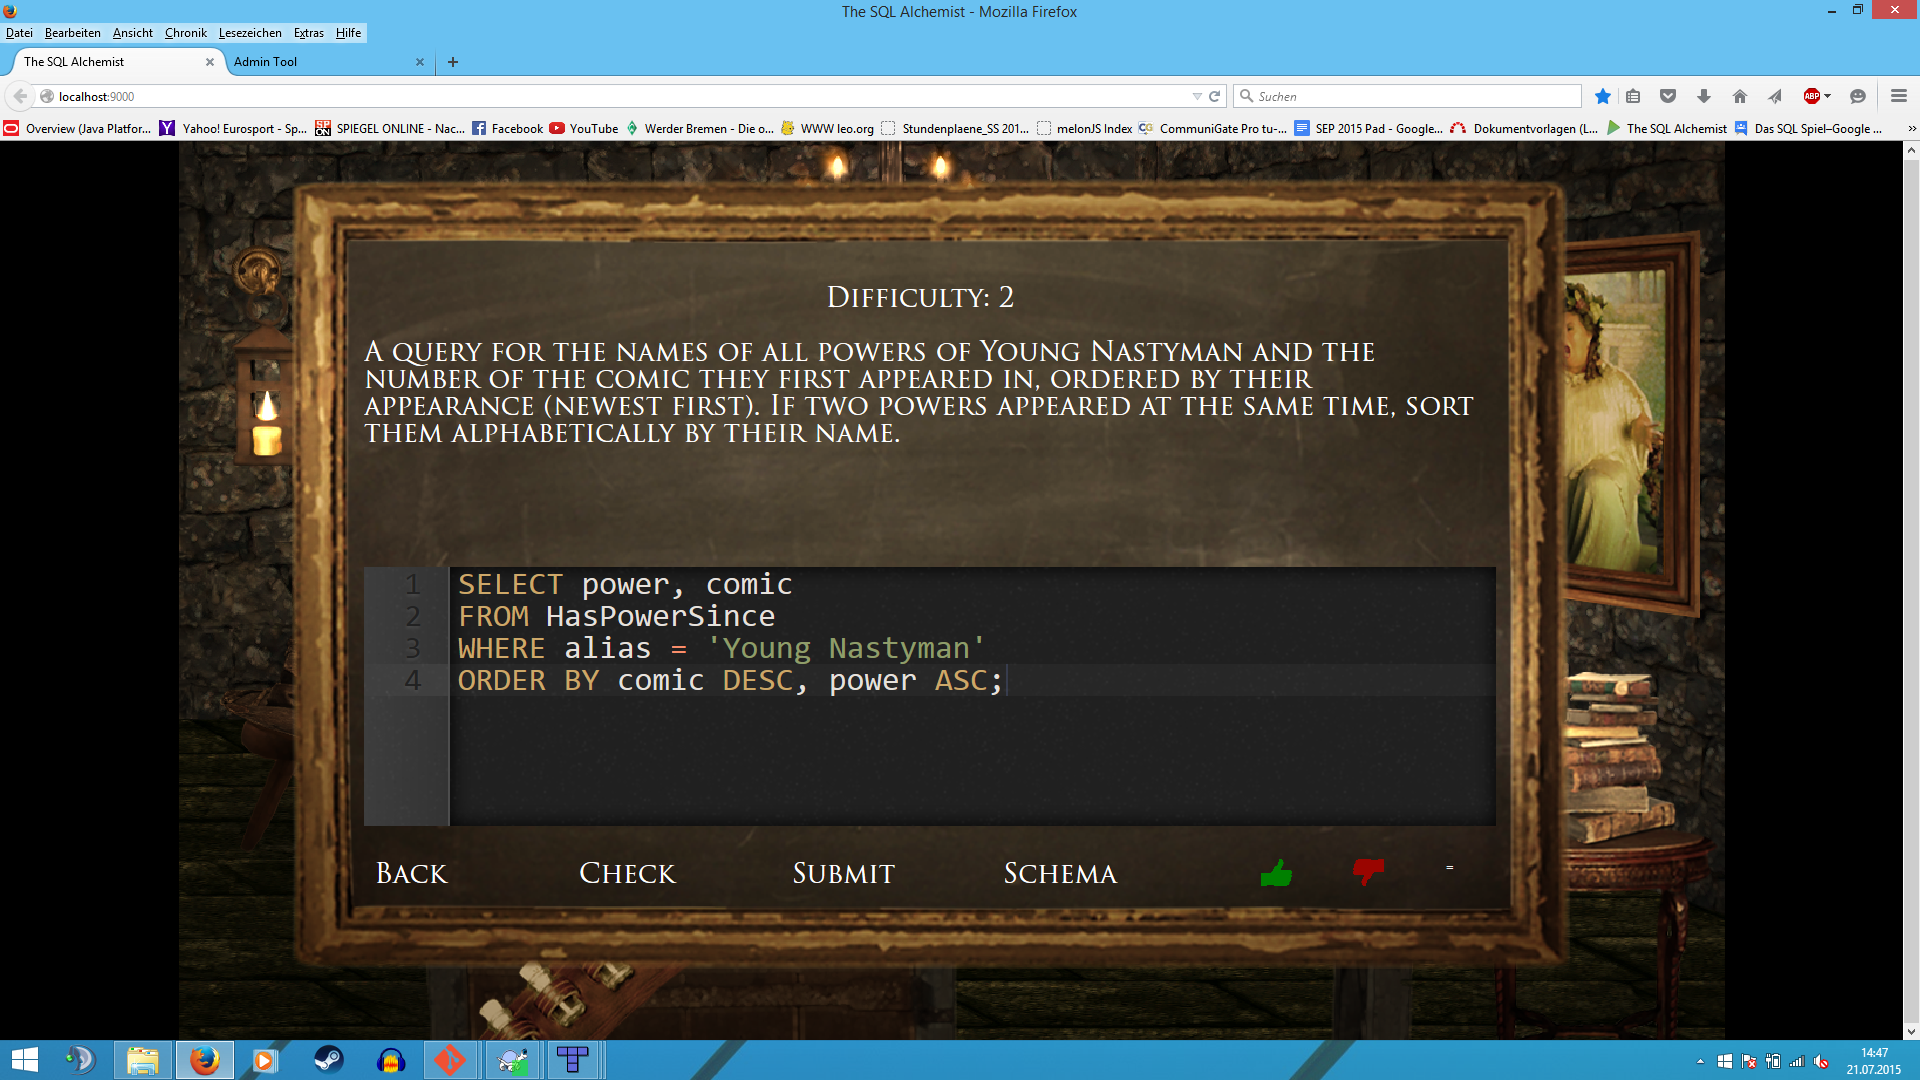 The SQL Alchemist - Mozilla Firefox
Datei Bearbeiten Ansicht Chronik Lesezeichen Extras Hilfe
The SQL Alchemist
Admin Tool
localhost:9000
Suchen
ABP
Overview (Java Platfor...
Yahoo! Eurosport - Sp...
SPIEGEL ONLINE - Nac...
Facebook
YouTube
Werder Bremen - Die o...
WWW leo.org
Stundenplaene_SS 201...
melonJS Index
CommuniGate Pro tu-...
SEP 2015 Pad - Google...
Dokumentvorlagen (L...
The SQL Alchemist
Das SQL Spiel–Google ...
Difficulty: 2
A query for the names of all powers of Young Nastyman and the
number of the comic they first appeared in, ordered by their
appearance (newest first). If two powers appeared at the same time, sort
them alphabetically by their name.
1 SELECT power, comic
2 FROM HasPowerSince
3 WHERE alias = 'Young Nastyman'
4 ORDER BY comic DESC, power ASC;
Back Check Submit Schema =
14:47
21.07.2015